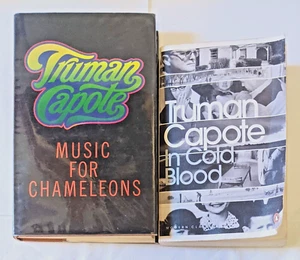 Truman
Capote
MUSIC
FOR
CHAMELEONS
Truman
Capote
in Cold
Blood